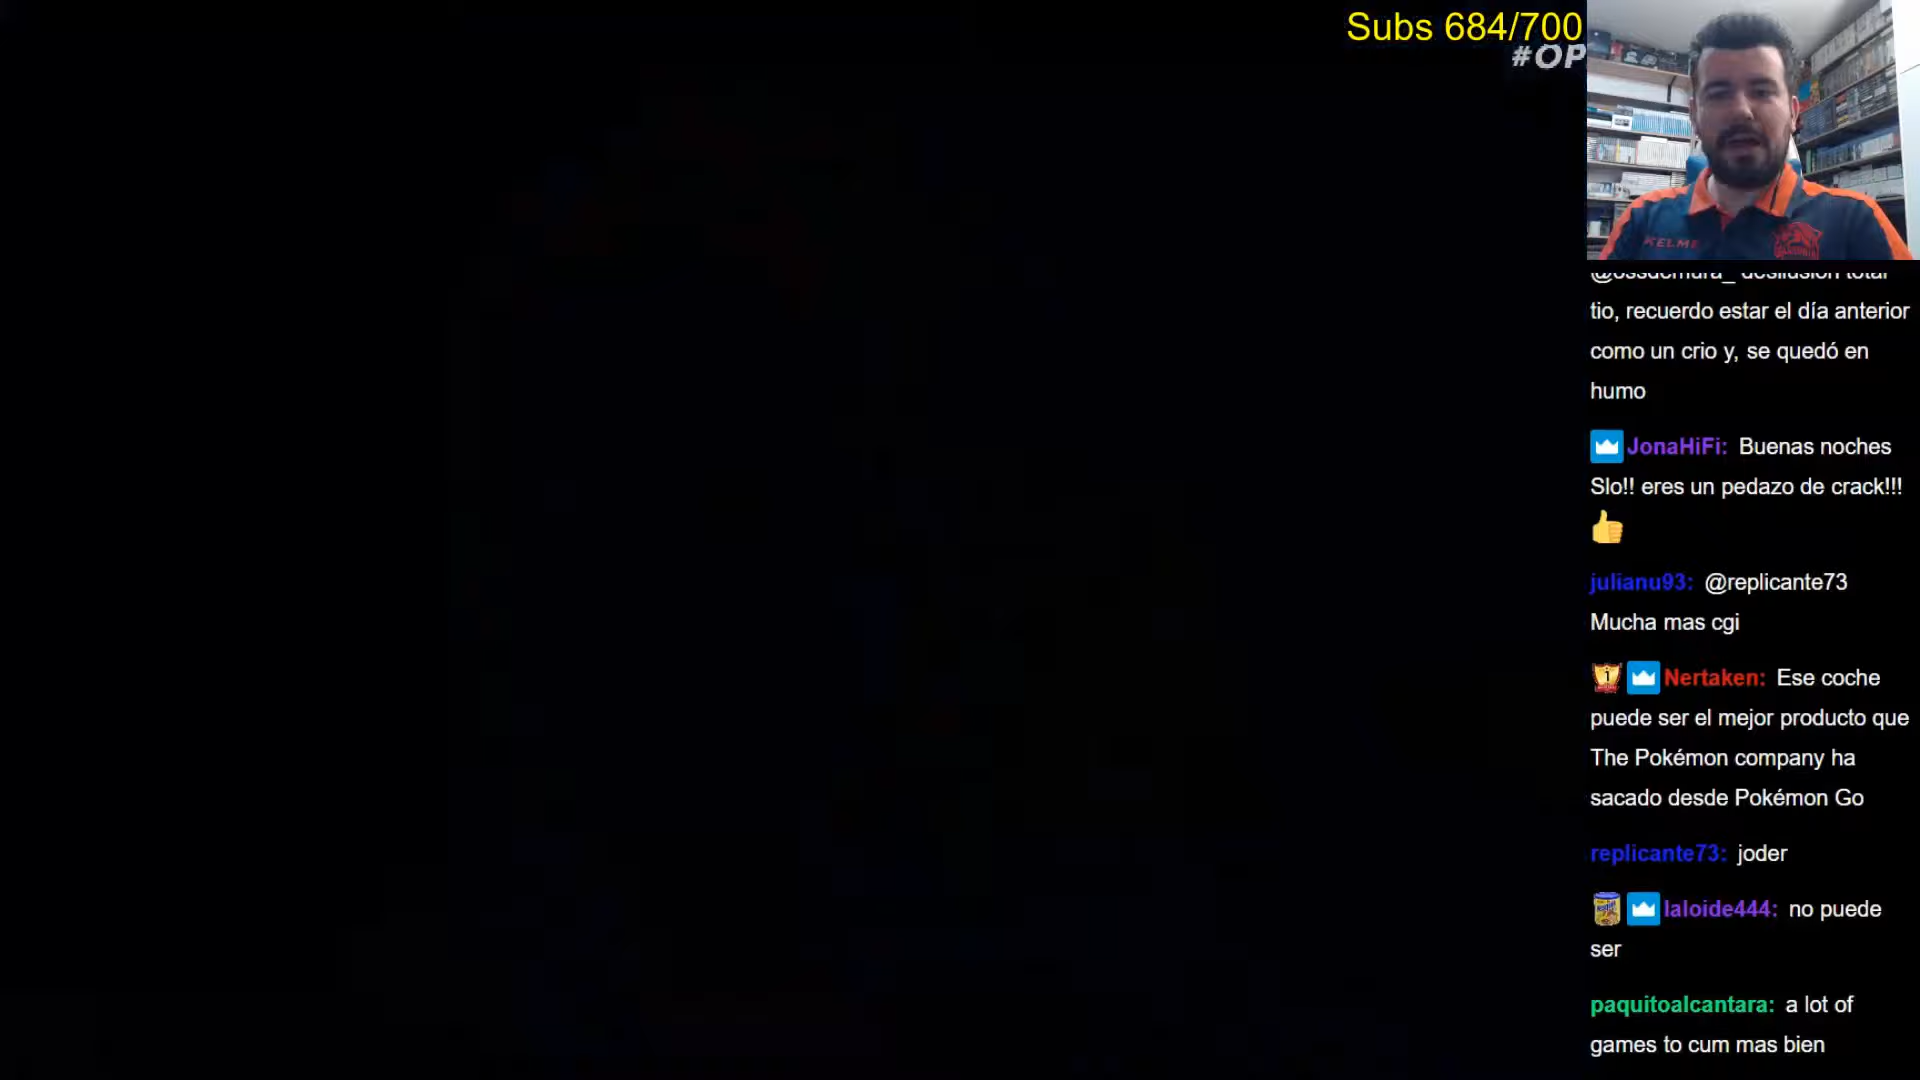 Subs 684/700
#OP
KELME
tio, recuerdo estar el día anterior
como un crio y, se quedó en
humo
JonaHiFi: Buenas noches
Slo!! eres un pedazo de crack!!!
julianu93: @replicante73
Mucha mas cgi
Nertaken: Ese coche
puede ser el mejor producto que
The Pokémon company ha
sacado desde Pokémon Go
replicante73: joder
laloide444: no puede
ser
paquitoalcantara: a lot of
games to cum mas bien